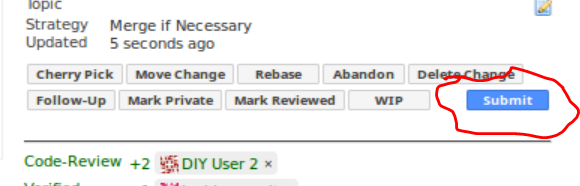 Topic
Strategy Merge if Necessary
Updated 5 seconds ago
Cherry Pick Move Change Rebase Abandon Delete Change
Follow-Up Mark Private Mark Reviewed WIP Submit
Code-Review +2 DIY User 2 ×
Verified